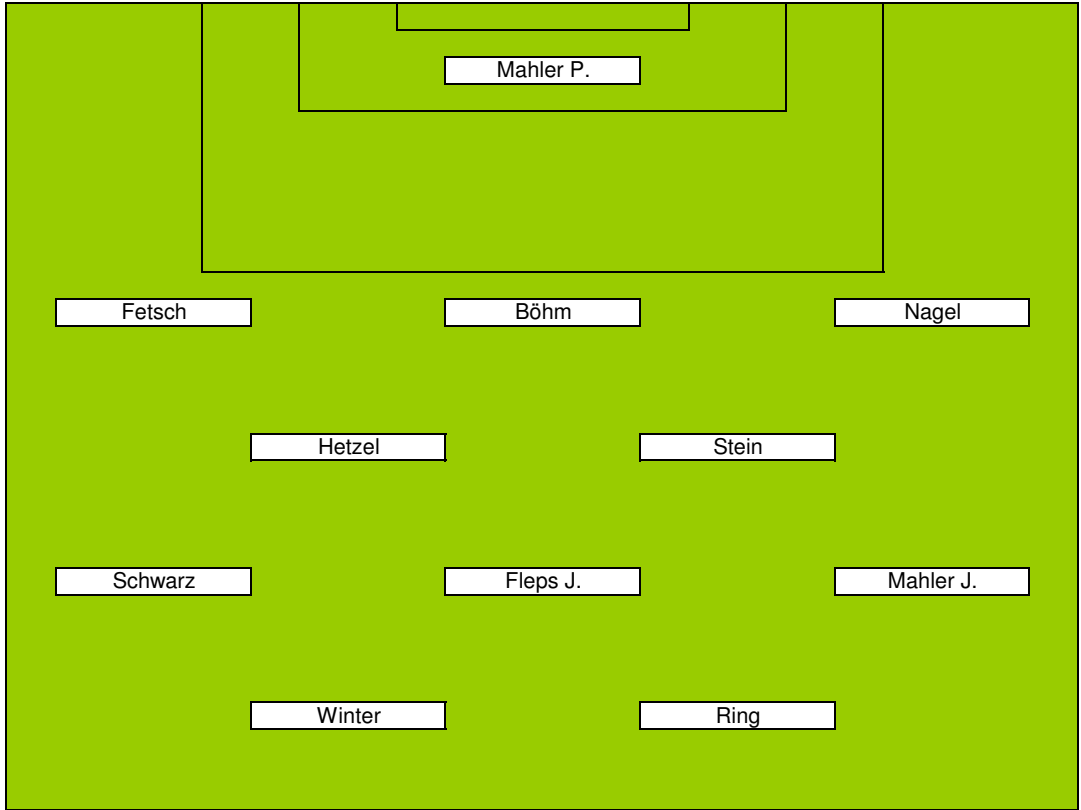 Mahler P.
Fetsch Böhm Nagel
Hetzel Stein
Schwarz Fleps J. Mahler J.
Winter Ring